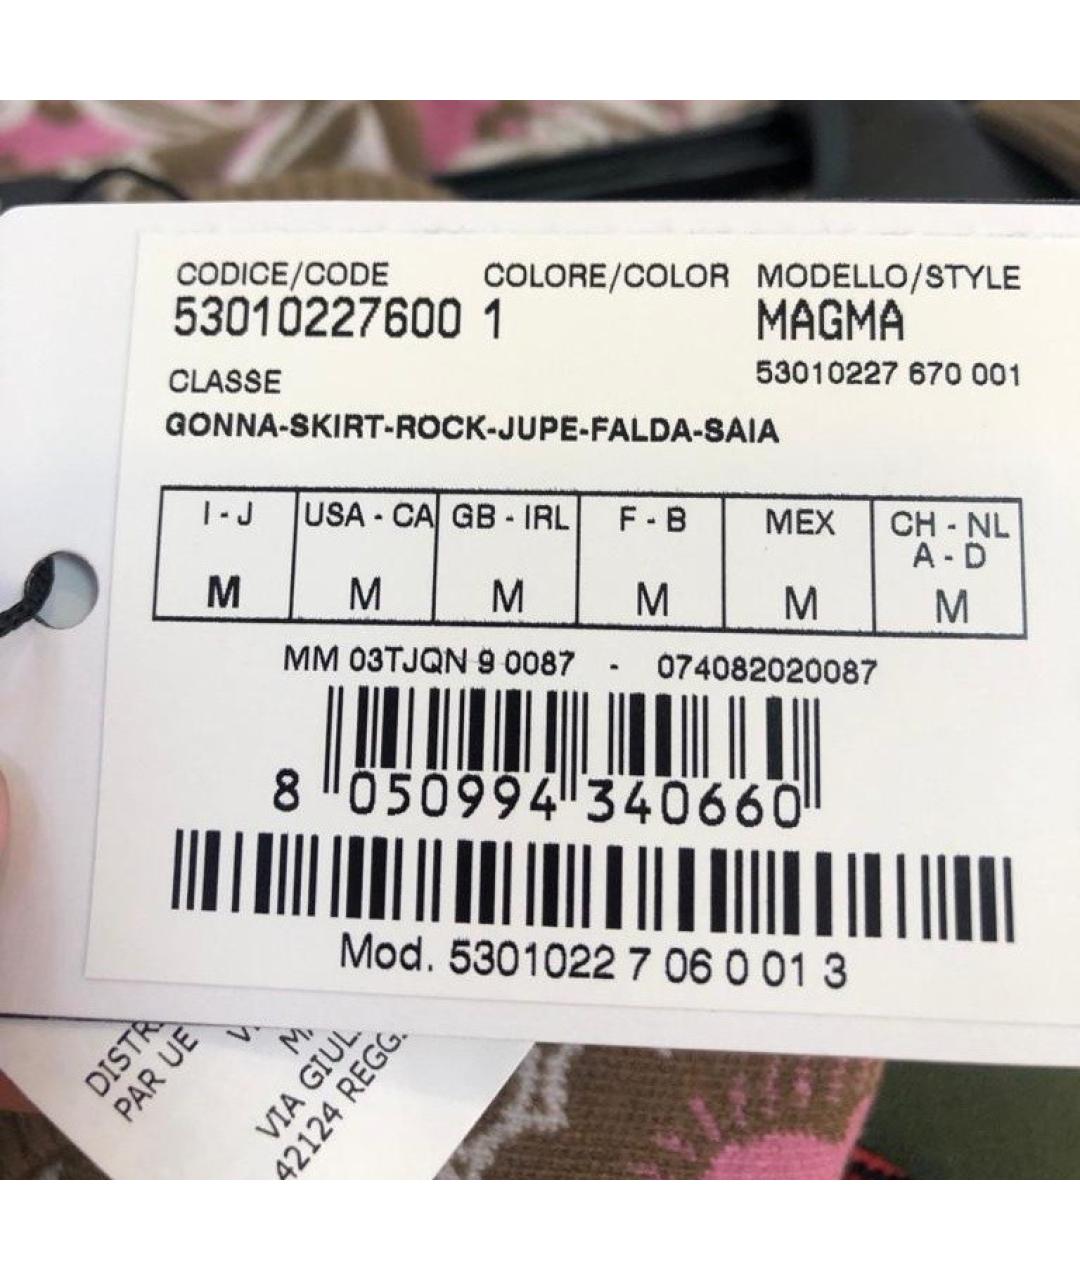 CODICE/CODE COLORE/COLOR MODELLO/STYLE
53010227600 1 MAGMA
53010227 670 001
CLASSE
GONNA-SKIRT-ROCK-JUPE-FALDA-SAIA
I - J USA - CA GB - IRL F - B MEX CH - NL
A - D
M M M M M M
MM 03TJQN 9 0087 - 074082020087
8 050994 340660
Mod. 5301022 7 06 0 01 3
DISTR
PAR UE
VIA GIUL
42124 REGG